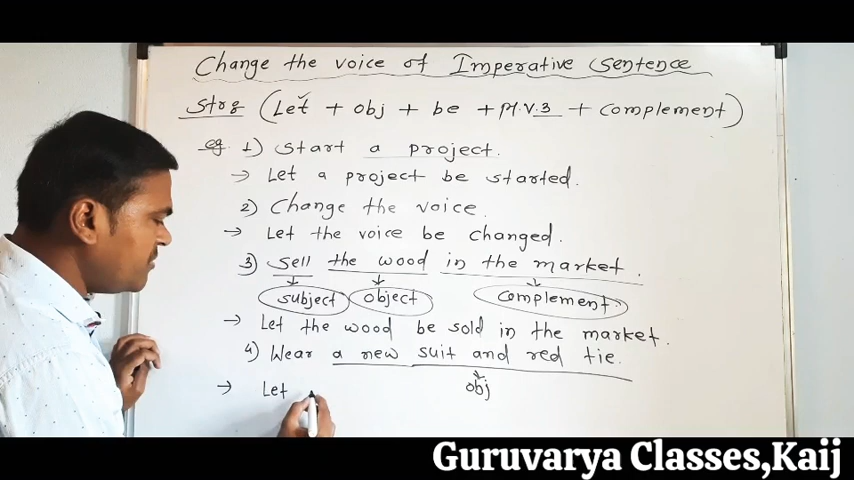 Change the voice of Imperative Sentence
Strg (Let + obj + be + M.V.3 + Complement)
eg 1) Start a project.
→ Let a project be started.
2) Change the voice.
→ Let the voice be changed.
3) Sell the wood in the market.
subject object complement
→ Let the wood be sold in the market.
4) Wear a new suit and red tie.
→ Let obj
Guruvarya Classes,Kaij